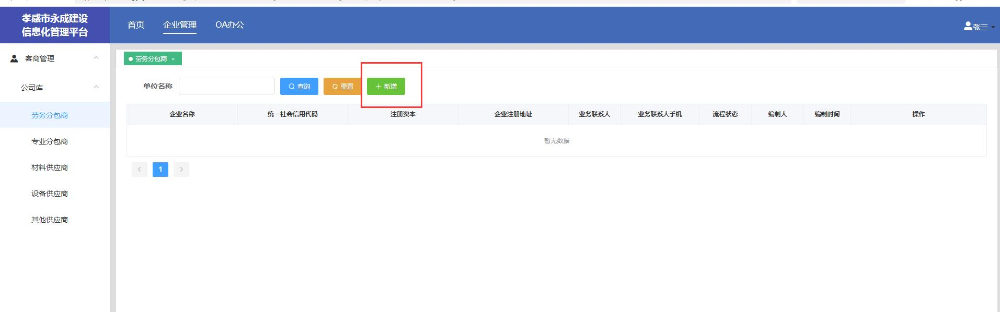 孝感市永成建设
信息化管理平台
首页 企业管理 OA办公
张三
客商管理
公司库
劳务分包商
专业分包商
材料供应商
设备供应商
其他供应商
劳务分包商 ×
单位名称 查询 重置 新增
企业名称 统一社会信用代码 注册资本 企业注册地址 业务联系人 业务联系人手机 流程状态 编制人 编制时间 操作
暂无数据
1